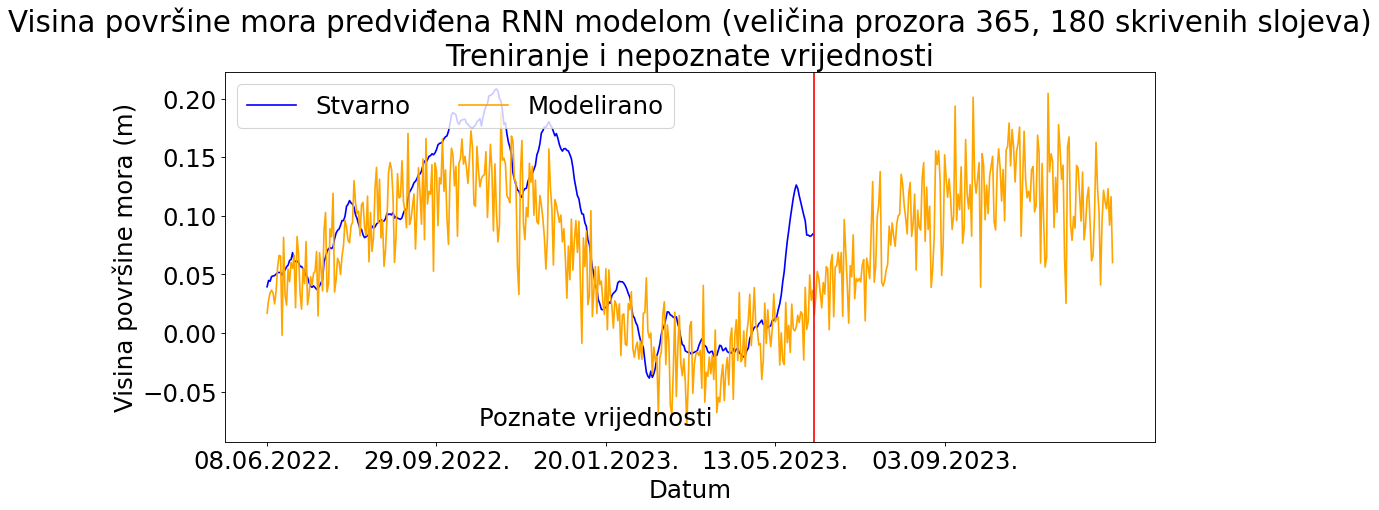 Visina površine mora predviđena RNN modelom (veličina prozora 365, 180 skrivenih slojeva)
Treniranje i nepoznate vrijednosti
Stvarno
Modelirano
0.20
0.15
0.10
0.05
0.00
−0.05
Visina površine mora (m)
Poznate vrijednosti
08.06.2022.
29.09.2022.
20.01.2023.
13.05.2023.
03.09.2023.
Datum